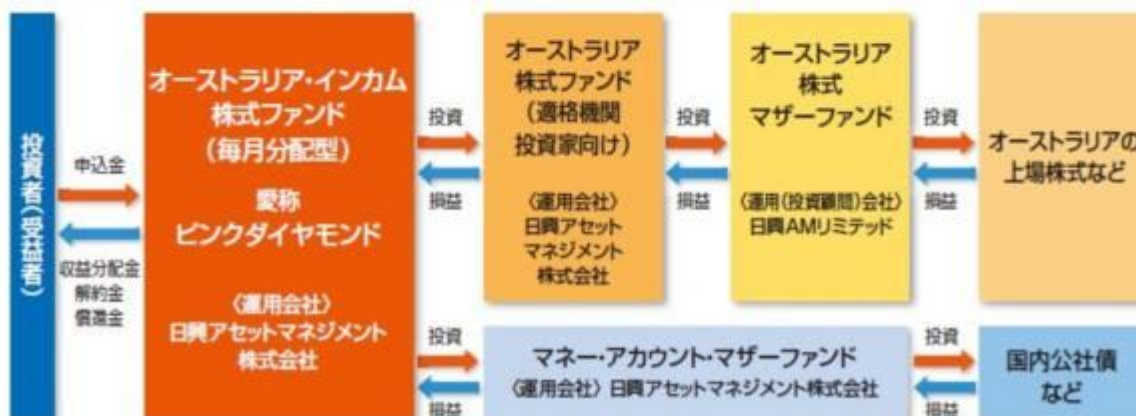 投資者(受益者)
申込金
収益分配金
解約金
償還金
オーストラリア・インカム
株式ファンド
(毎月分配型)
愛称
ピンクダイヤモンド
〈運用会社〉
日興アセットマネジメント
株式会社
投資
損益
オーストラリア
株式ファンド
(適格機関
投資家向け)
〈運用会社〉
日興アセット
マネジメント
株式会社
投資
損益
オーストラリア
株式
マザーファンド
〈運用(投資顧問)会社〉
日興AMリミテッド
投資
損益
オーストラリアの
上場株式など
投資
損益
マネー・アカウント・マザーファンド
〈運用会社〉日興アセットマネジメント株式会社
投資
損益
国内公社債
など